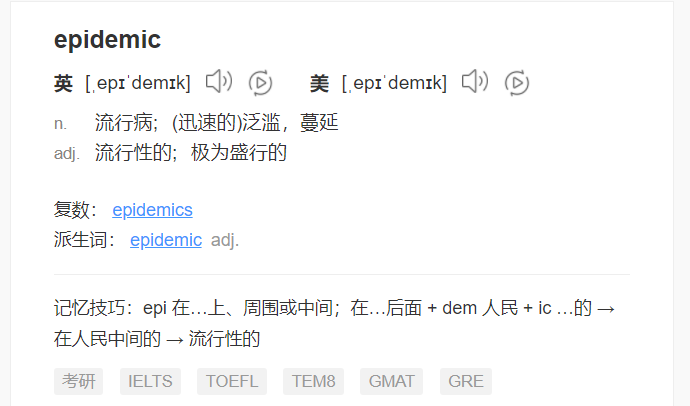 epidemic
英 [ˌepɪˈdemɪk] 美 [ˌepɪˈdemɪk]
n. 流行病；(迅速的)泛滥，蔓延
adj. 流行性的；极为盛行的
复数： epidemics
派生词： epidemic adj.
记忆技巧：epi 在…上、周围或中间；在…后面 + dem 人民 + ic …的 →
在人民中间的 → 流行性的
考研 IELTS TOEFL TEM8 GMAT GRE